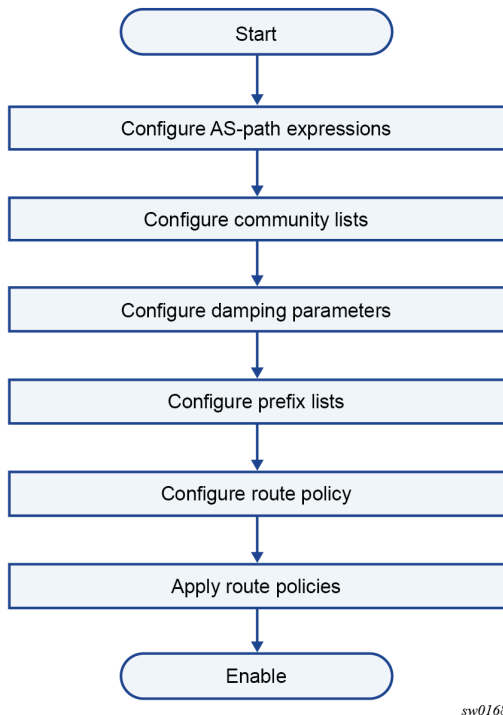 Start
Configure AS-path expressions
Configure community lists
Configure damping parameters
Configure prefix lists
Configure route policy
Apply route policies
Enable